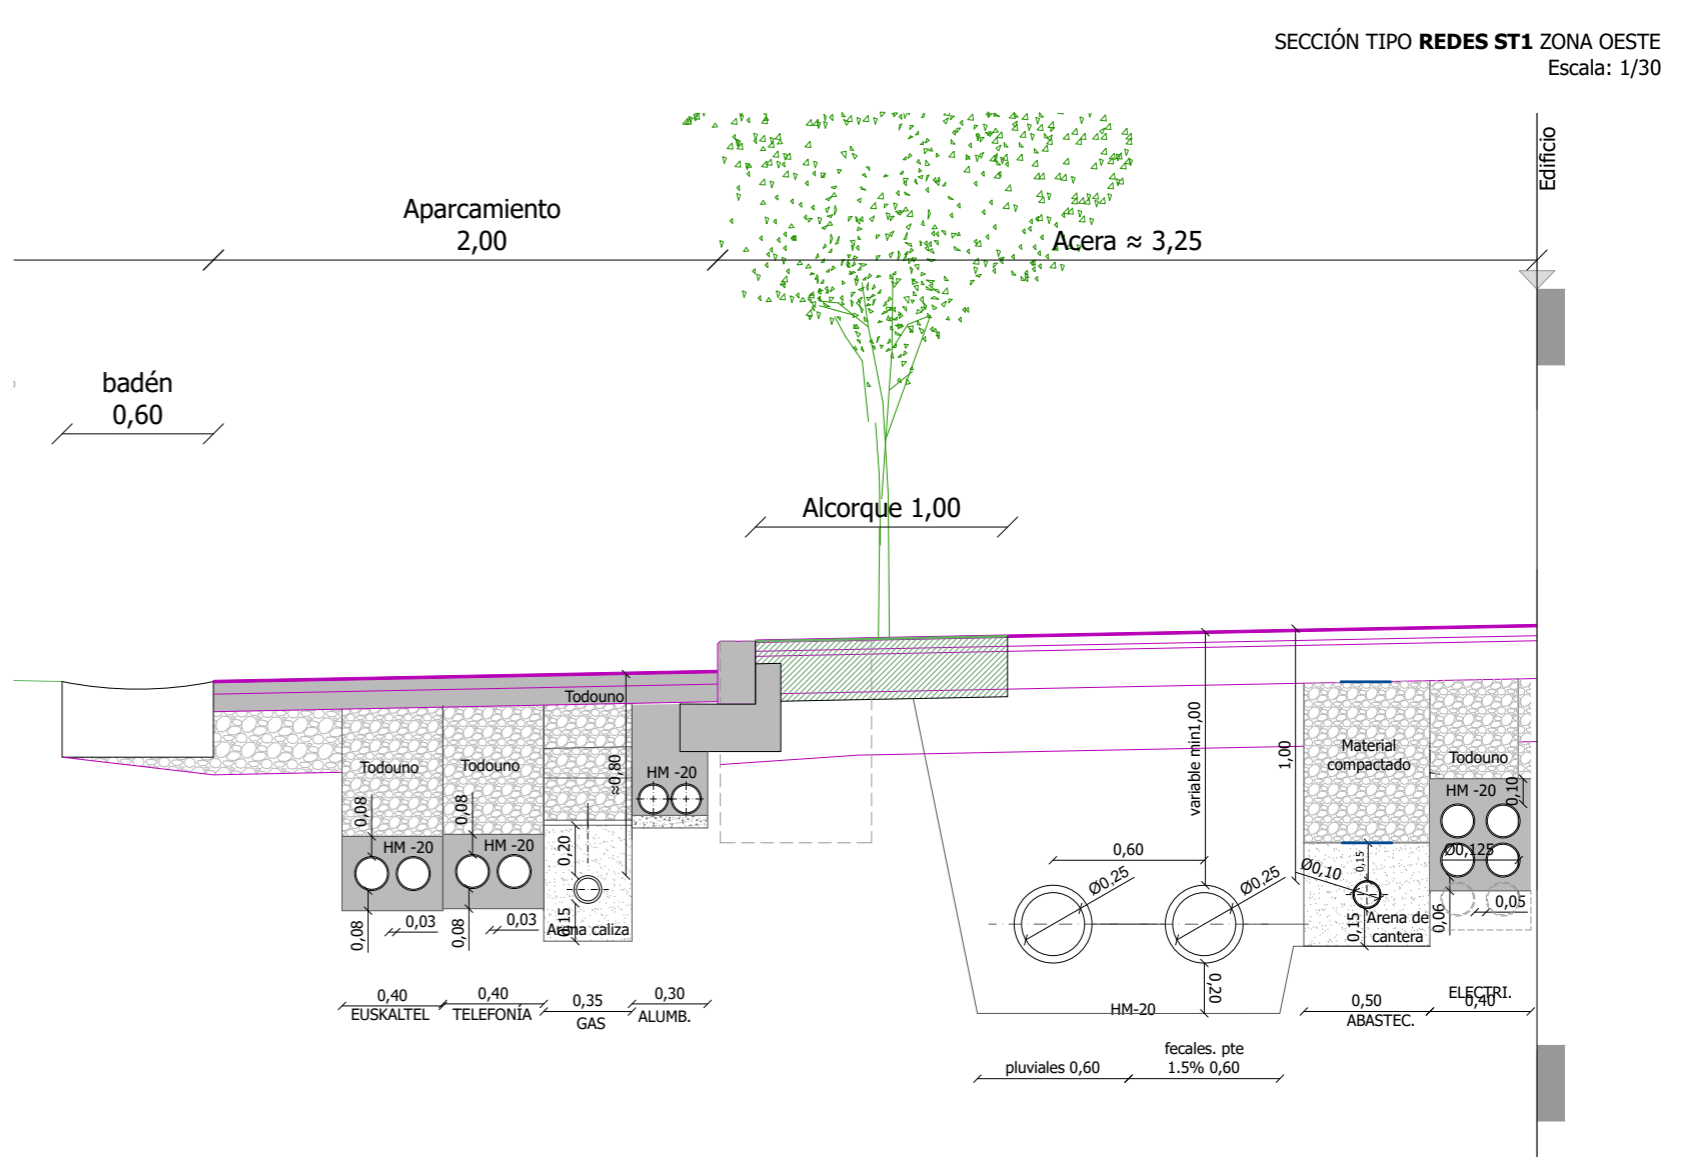 SECCIÓN TIPO REDES ST1 ZONA OESTE
Escala: 1/30
Edificio
Aparcamiento
2,00
Acera ≈ 3,25
badén
0,60
Alcorque 1,00
Todouno
Todouno
Todouno
≈0,80
HM -20
0,08
0,08
HM -20
HM -20
0,20
0,08
0,03
0,08
0,03
0,15
Arena caliza
variable min1,00
1,00
Material
compactado
Todouno
HM -20
0,10
0,60
Ø0,25
Ø0,25
Ø0,10
0,15
Ø0,125
0,15
Arena de
cantera
0,06
0,05
0,20
HM-20
0,40
EUSKALTEL
0,40
TELEFONÍA
0,35
GAS
0,30
ALUMB.
0,50
ABASTEC.
ELECTRI.
0,40
pluviales 0,60
fecales. pte
1.5% 0,60